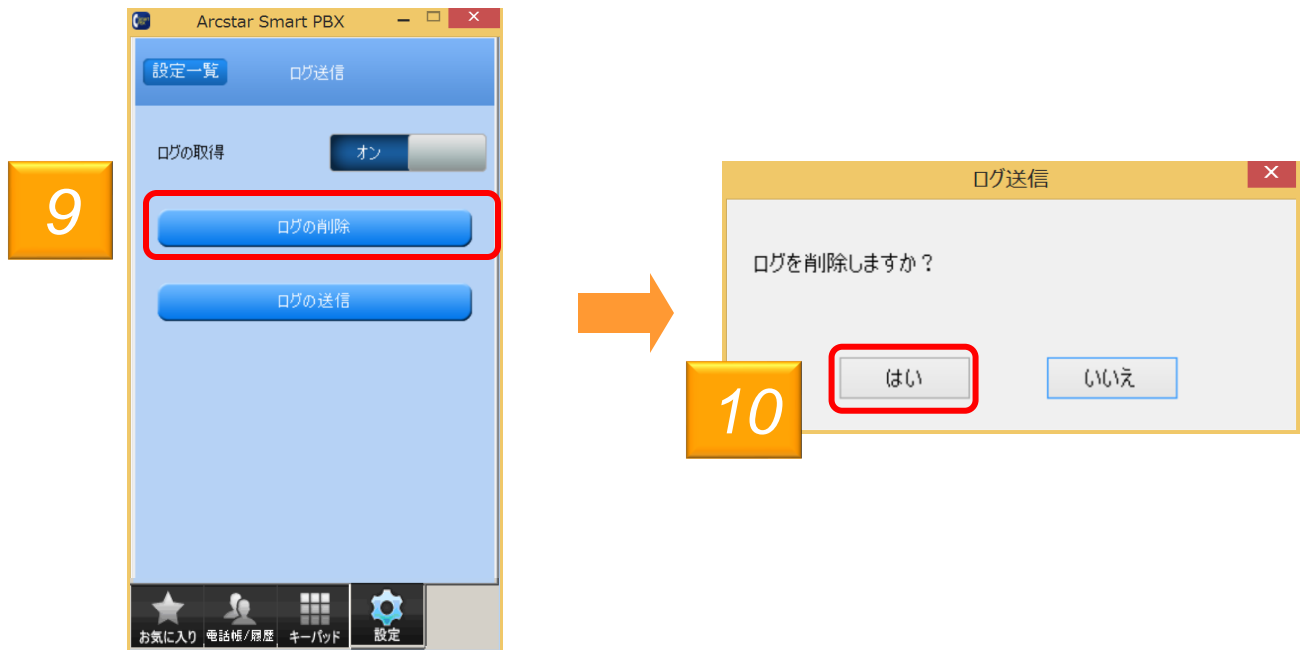 Arcstar Smart PBX
設定一覧
ログ送信
ログの取得
オン
9
ログの削除
ログの送信
お気に入り
電話帳/履歴
キーパッド
設定
ログ送信
ログを削除しますか？
はい
いいえ
10